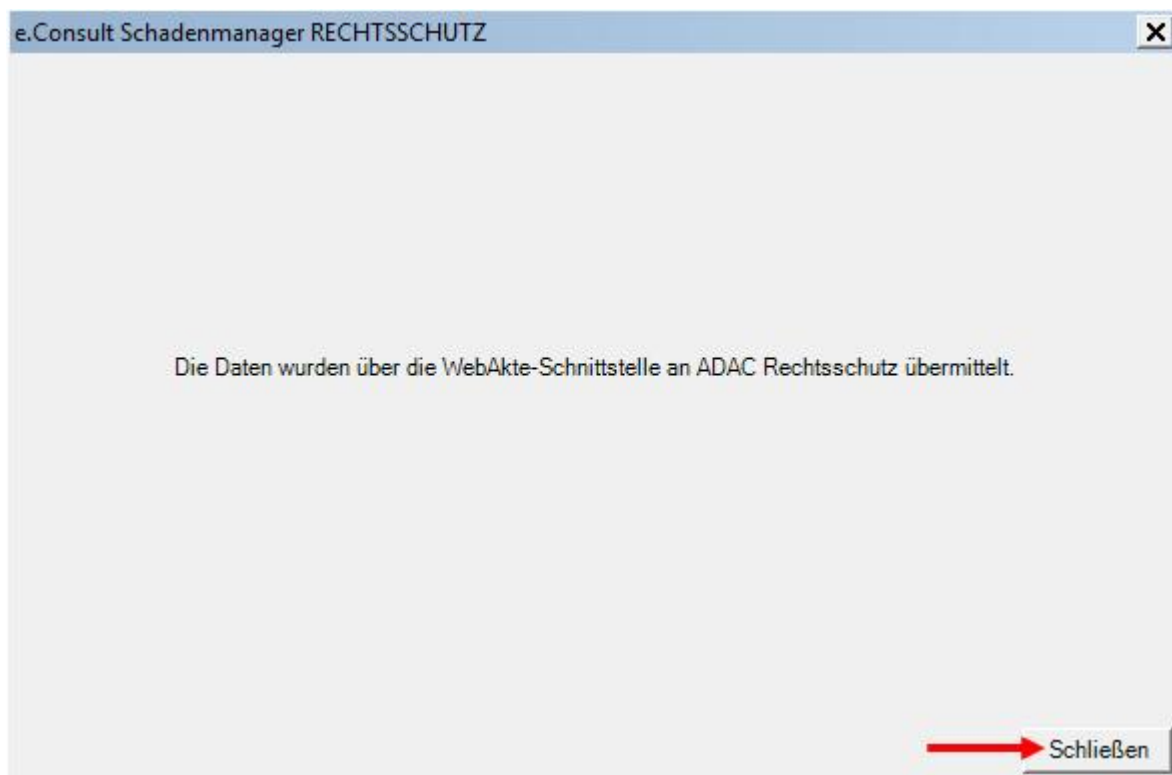 e.Consult Schadenmanager RECHTSSCHUTZ
Die Daten wurden über die WebAkte-Schnittstelle an ADAC Rechtsschutz übermittelt.
Schließen